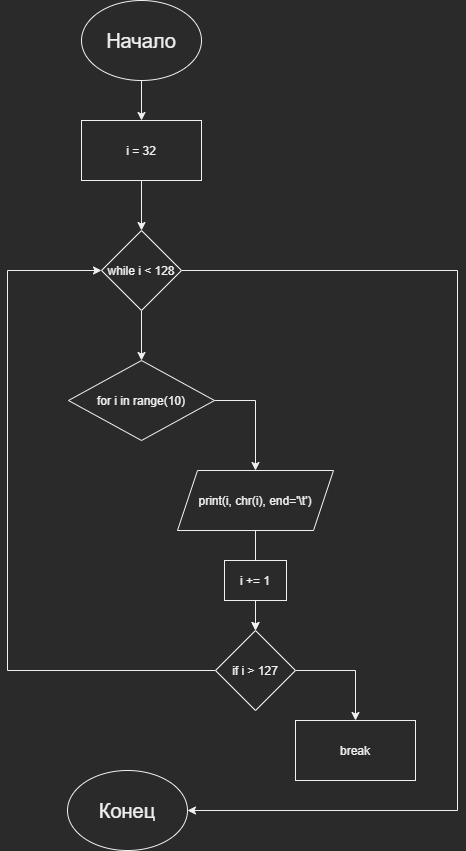 Начало
i = 32
while i < 128
for i in range(10)
print(i, chr(i), end='\t')
i += 1
if i > 127
break
Конец